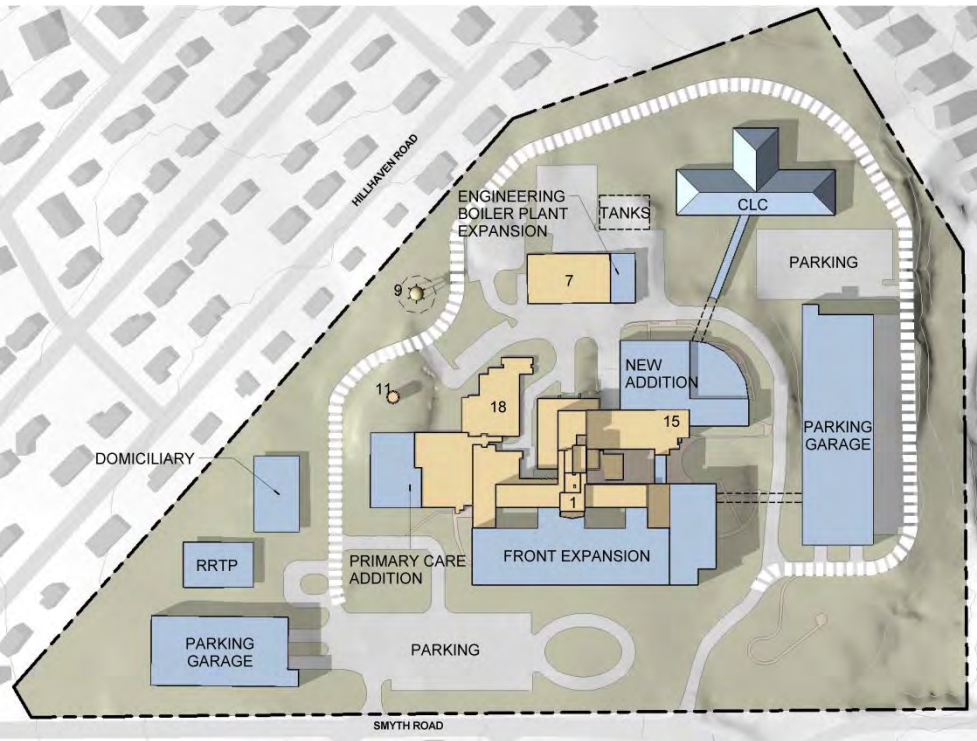 HILLHAVEN ROAD
ENGINEERING
BOILER PLANT
EXPANSION
TANKS
CLC
PARKING
7
9
11
18
NEW
ADDITION
15
PARKING
GARAGE
DOMICILIARY
1
FRONT EXPANSION
PRIMARY CARE
ADDITION
RRTP
PARKING
GARAGE
PARKING
SMYTH ROAD